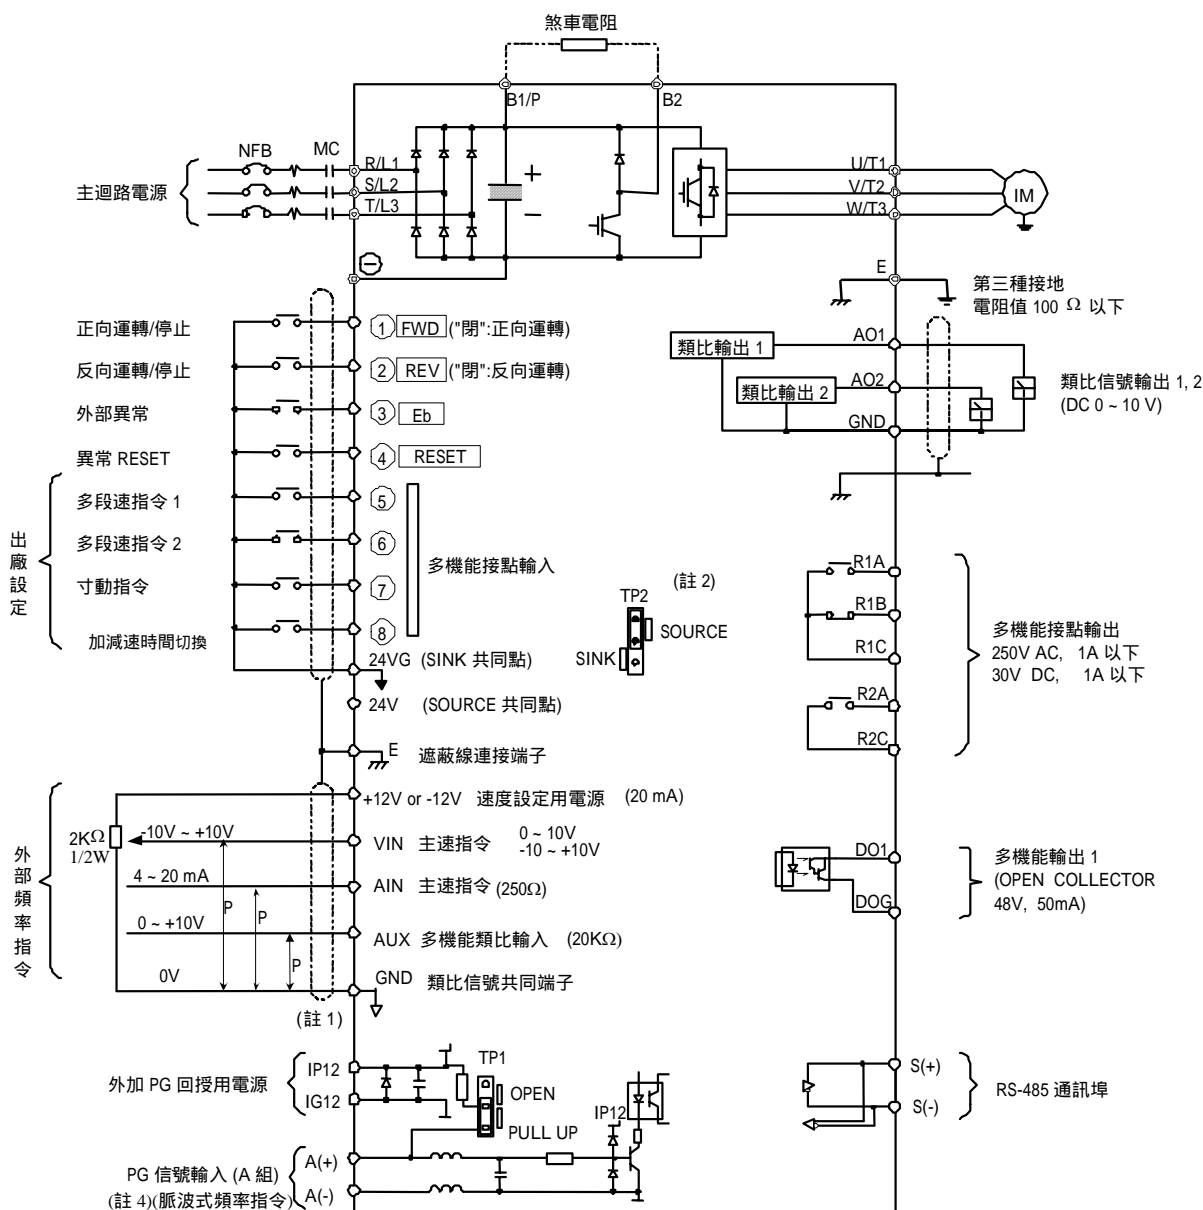 煞車電阻
B1/P
B2
NFB
MC
R/L1
S/L2
T/L3
主迴路電源
+
−
U/T1
V/T2
W/T3
IM
E
第三種接地
電阻值 100 Ω 以下
正向運轉/停止
1 FWD ("閉":正向運轉)
反向運轉/停止
2 REV ("閉":反向運轉)
外部異常
3 Eb
異常 RESET
4 RESET
出廠設定
多段速指令 1
5
多段速指令 2
6
寸動指令
7
加減速時間切換
8
多機能接點輸入
24VG (SINK 共同點)
24V (SOURCE 共同點)
E 遮蔽線連接端子
(註 2)
TP2
SOURCE
SINK
類比輸出 1
AO1
類比輸出 2
AO2
GND
類比信號輸出 1, 2
(DC 0 ~ 10 V)
R1A
R1B
R1C
R2A
R2C
多機能接點輸出
250V AC, 1A 以下
30V DC, 1A 以下
外部頻率指令
+12V or -12V 速度設定用電源 (20 mA)
2KΩ
1/2W
-10V ~ +10V
VIN 主速指令
0 ~ 10V
-10 ~ +10V
4 ~ 20 mA
AIN 主速指令 (250Ω)
P
P
0 ~ +10V
AUX 多機能類比輸入 (20KΩ)
P
0V
GND 類比信號共同端子
(註 1)
DO1
DOG
多機能輸出 1
(OPEN COLLECTOR
48V, 50mA)
外加 PG 回授用電源
IP12
IG12
TP1
OPEN
PULL UP
IP12
PG 信號輸入 (A 組)
(註 4)(脈波式頻率指令)
A(+)
A(-)
S(+)
S(-)
RS-485 通訊埠